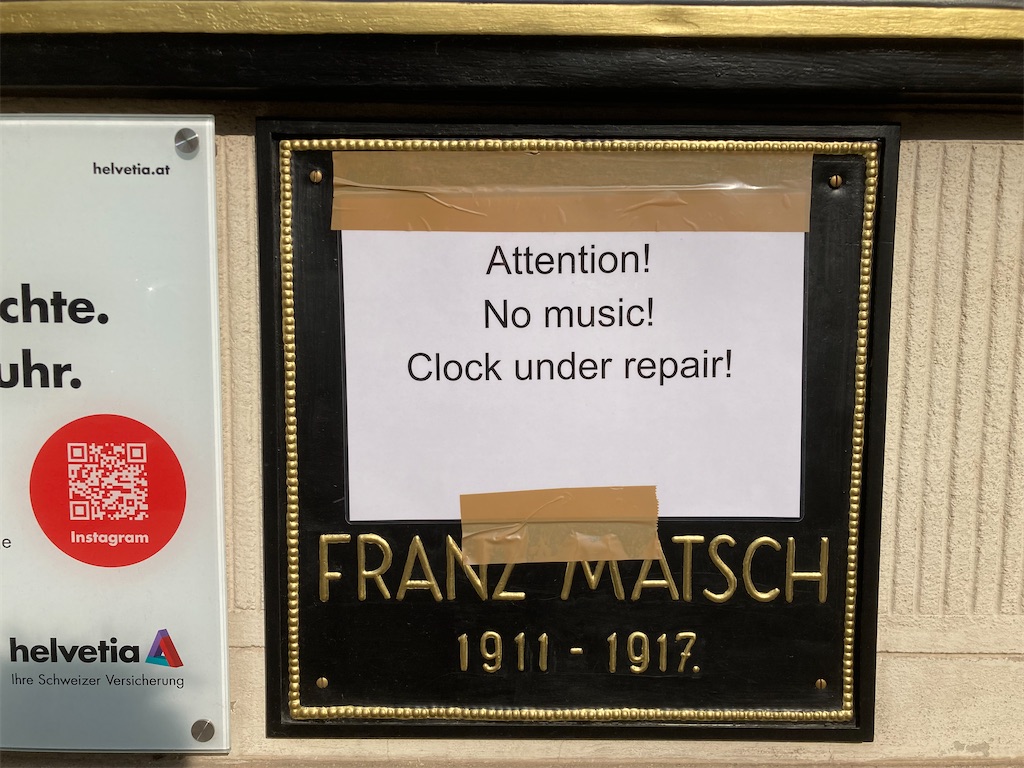 helvetia.at
chte.
uhr.
Instagram
e
helvetia
Ihre Schweizer Versicherung
Attention!
No music!
Clock under repair!
FRANZ MATSCH
1911 - 1917.